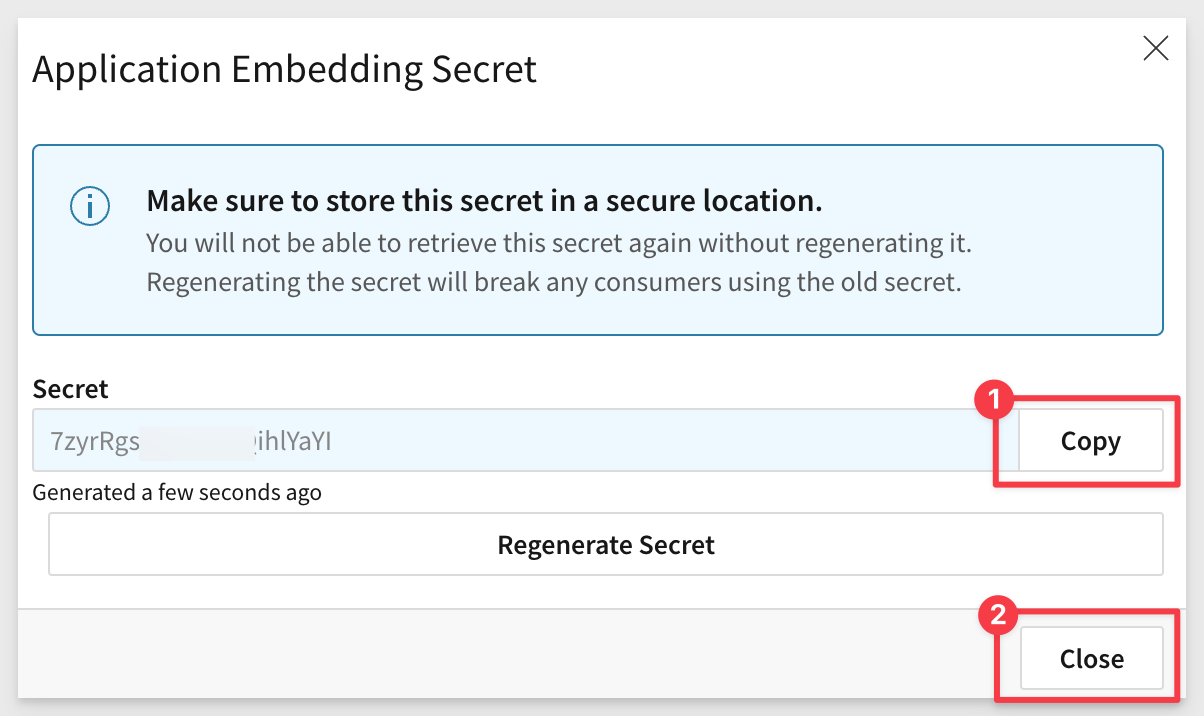 Application Embedding Secret
Make sure to store this secret in a secure location.
You will not be able to retrieve this secret again without regenerating it.
Regenerating the secret will break any consumers using the old secret.
Secret
1
7zyrRgs ihlYaYI
Copy
Generated a few seconds ago
Regenerate Secret
2
Close